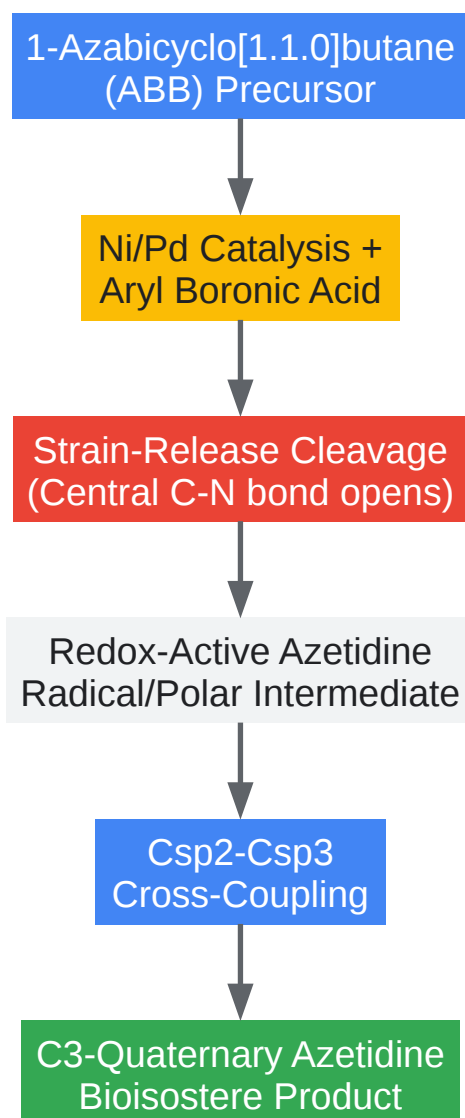 1-Azabicyclo[1.1.0]butane
(ABB) Precursor
Ni/Pd Catalysis +
Aryl Boronic Acid
Strain-Release Cleavage
(Central C-N bond opens)
Redox-Active Azetidine
Radical/Polar Intermediate
Csp2-Csp3
Cross-Coupling
C3-Quaternary Azetidine
Bioisostere Product